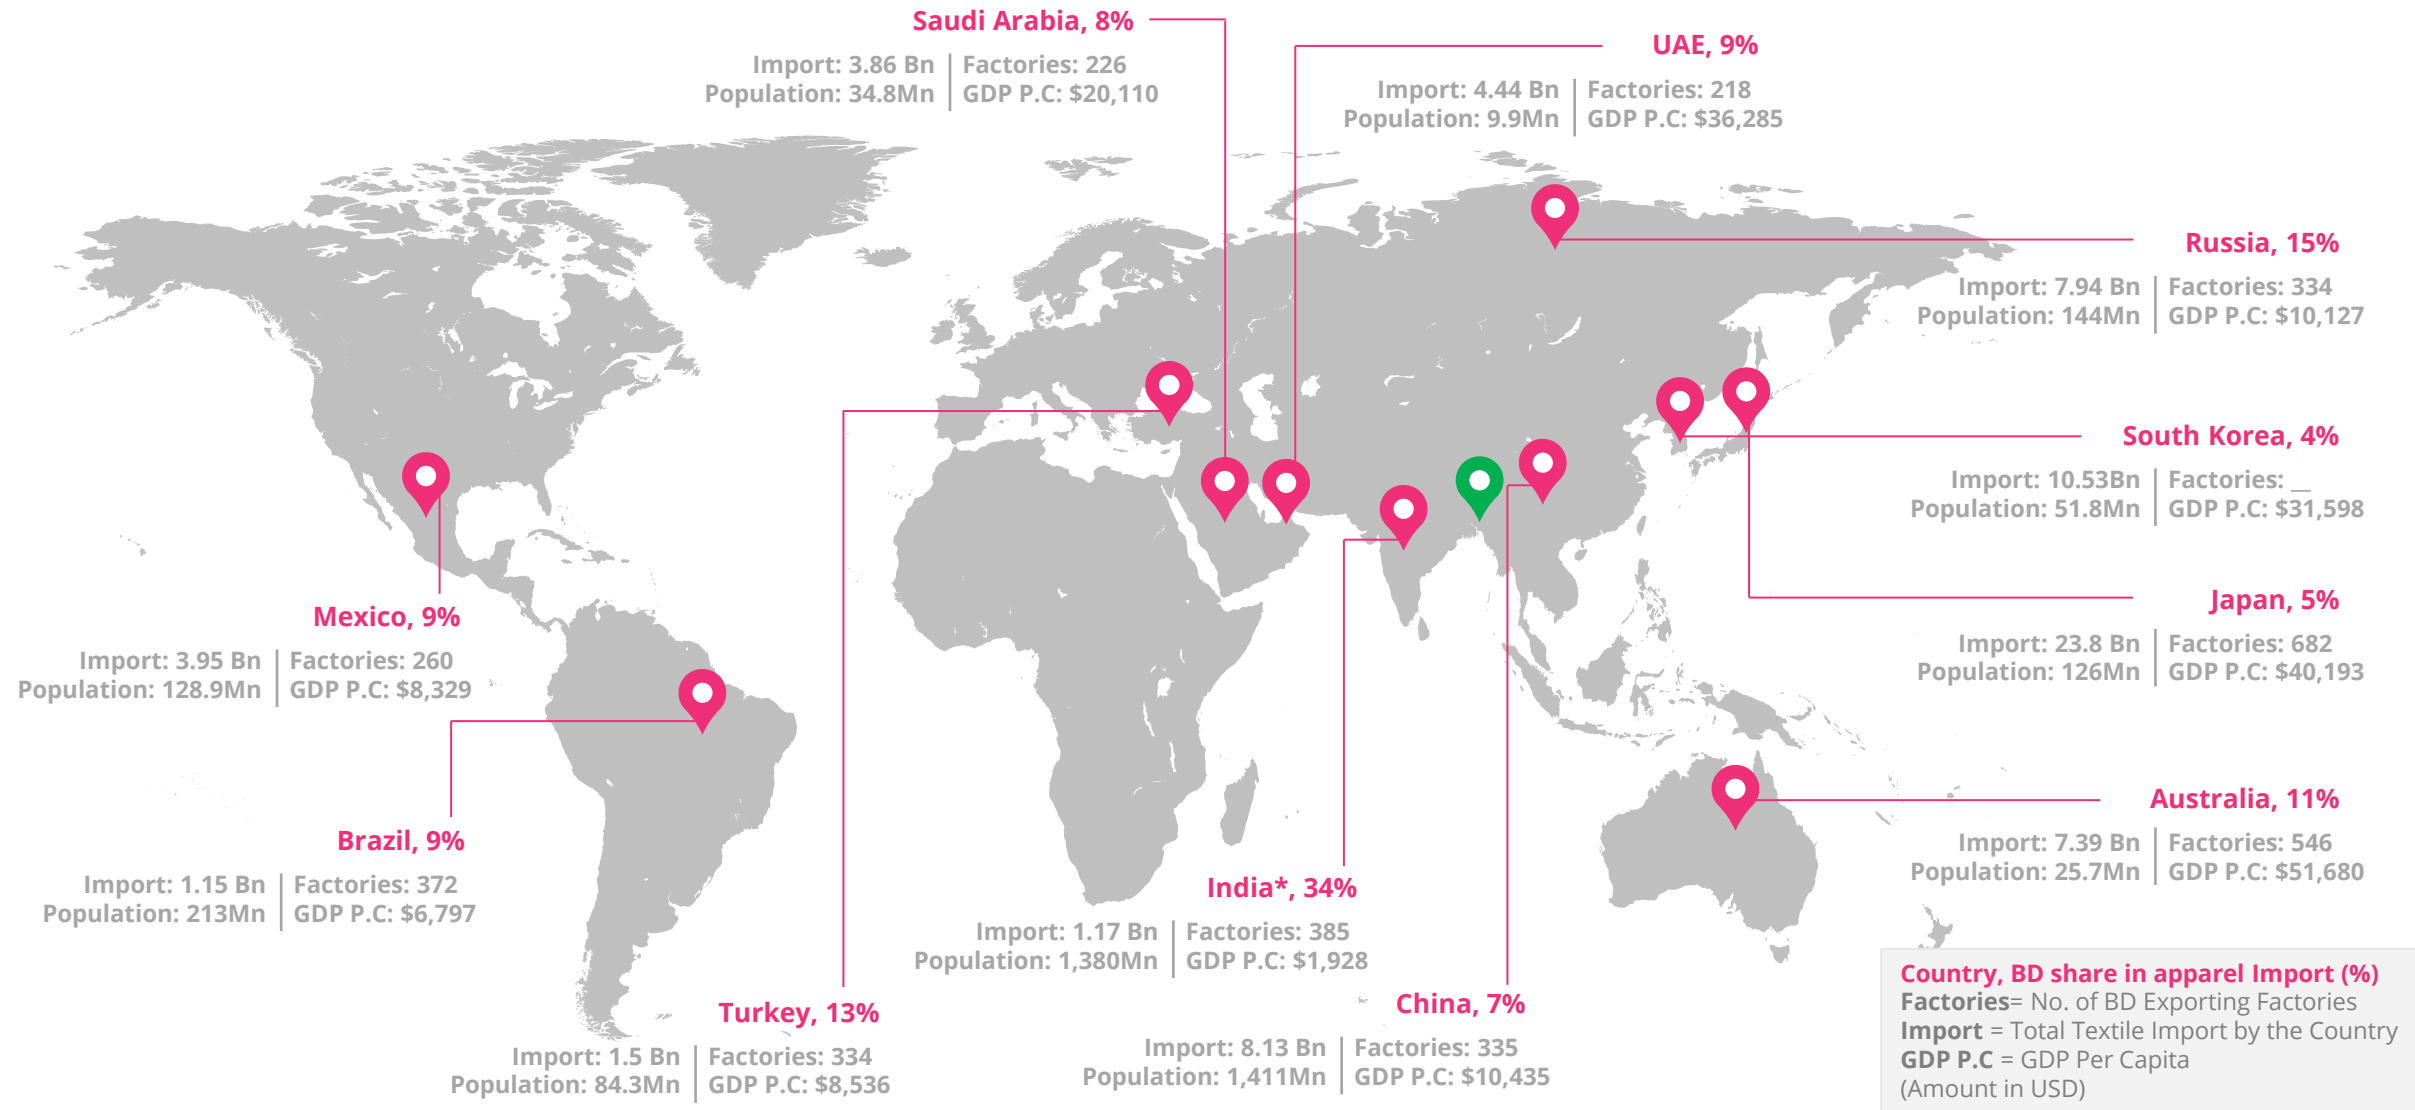 Saudi Arabia, 8%
Import: 3.86 Bn | Factories: 226
Population: 34.8Mn | GDP P.C: $20,110
UAE, 9%
Import: 4.44 Bn | Factories: 218
Population: 9.9Mn | GDP P.C: $36,285
Russia, 15%
Import: 7.94 Bn | Factories: 334
Population: 144Mn | GDP P.C: $10,127
South Korea, 4%
Import: 10.53Bn | Factories: __
Population: 51.8Mn | GDP P.C: $31,598
Japan, 5%
Import: 23.8 Bn | Factories: 682
Population: 126Mn | GDP P.C: $40,193
Mexico, 9%
Import: 3.95 Bn | Factories: 260
Population: 128.9Mn | GDP P.C: $8,329
Australia, 11%
Import: 7.39 Bn | Factories: 546
Population: 25.7Mn | GDP P.C: $51,680
Brazil, 9%
Import: 1.15 Bn | Factories: 372
Population: 213Mn | GDP P.C: $6,797
India*, 34%
Import: 1.17 Bn | Factories: 385
Population: 1,380Mn | GDP P.C: $1,928
Turkey, 13%
Import: 1.5 Bn | Factories: 334
Population: 84.3Mn | GDP P.C: $8,536
China, 7%
Import: 8.13 Bn | Factories: 335
Population: 1,411Mn | GDP P.C: $10,435
Country, BD share in apparel Import (%)
Factories= No. of BD Exporting Factories
Import = Total Textile Import by the Country
GDP P.C = GDP Per Capita
(Amount in USD)